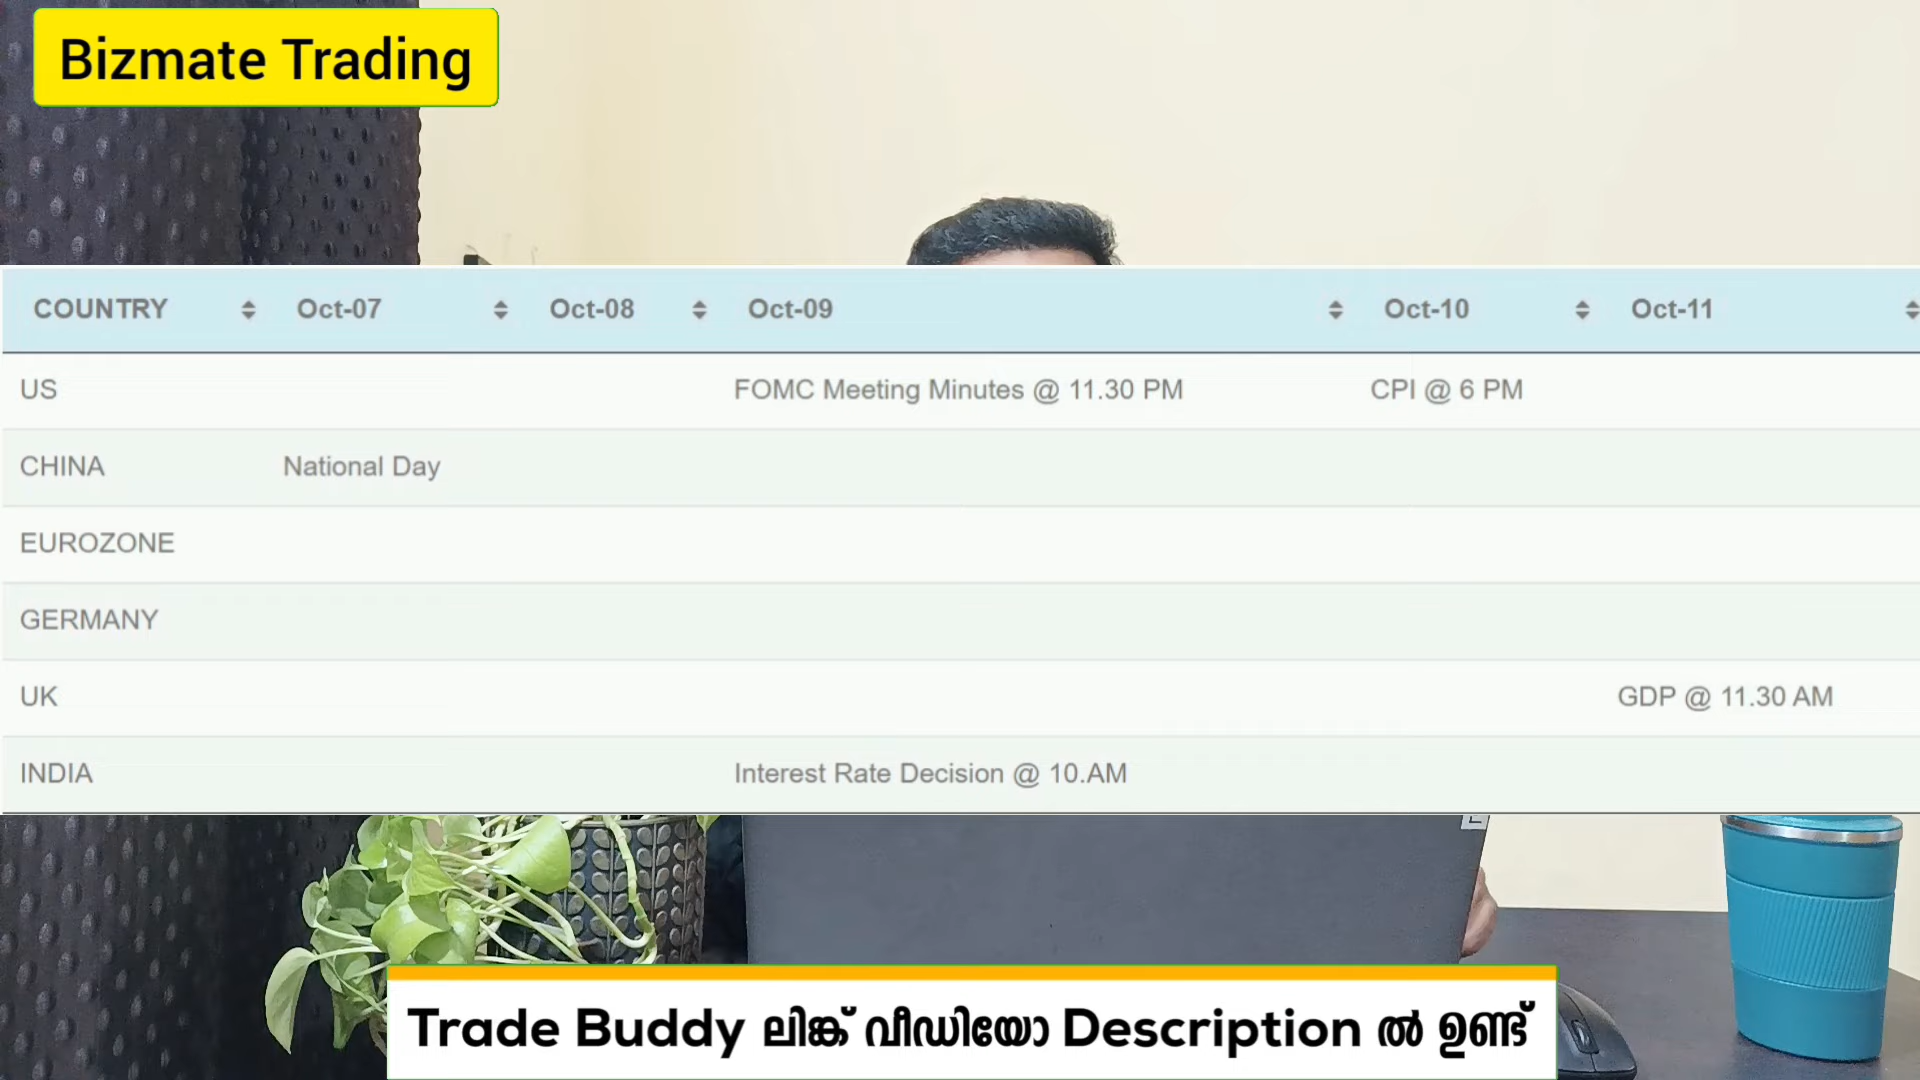 Bizmate Trading
COUNTRY Oct-07 Oct-08 Oct-09 Oct-10 Oct-11
US FOMC Meeting Minutes @ 11.30 PM CPI @ 6 PM
CHINA National Day
EUROZONE
GERMANY
UK GDP @ 11.30 AM
INDIA Interest Rate Decision @ 10.AM
Trade Buddy ലിങ്ക് വീഡിയോ Description ൽ ഉണ്ട്